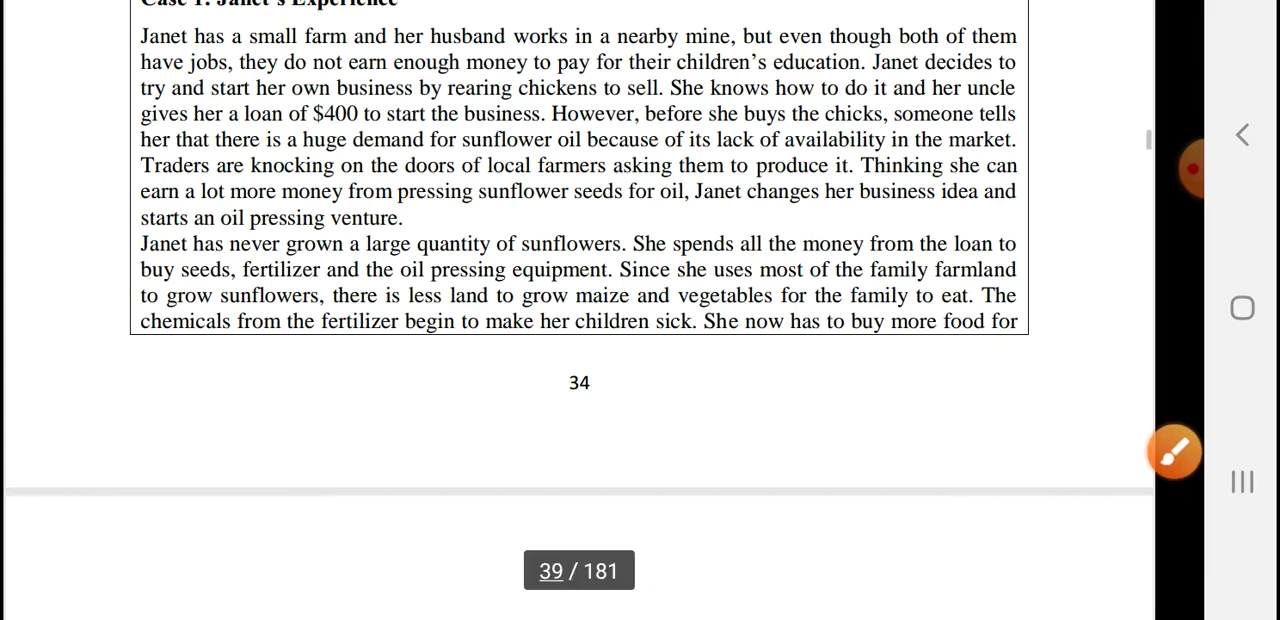 Case 1: Janet's Experience
Janet has a small farm and her husband works in a nearby mine, but even though both of them
have jobs, they do not earn enough money to pay for their children's education. Janet decides to
try and start her own business by rearing chickens to sell. She knows how to do it and her uncle
gives her a loan of $400 to start the business. However, before she buys the chicks, someone tells
her that there is a huge demand for sunflower oil because of its lack of availability in the market.
Traders are knocking on the doors of local farmers asking them to produce it. Thinking she can
earn a lot more money from pressing sunflower seeds for oil, Janet changes her business idea and
starts an oil pressing venture.
Janet has never grown a large quantity of sunflowers. She spends all the money from the loan to
buy seeds, fertilizer and the oil pressing equipment. Since she uses most of the family farmland
to grow sunflowers, there is less land to grow maize and vegetables for the family to eat. The
chemicals from the fertilizer begin to make her children sick. She now has to buy more food for
34
39 / 181